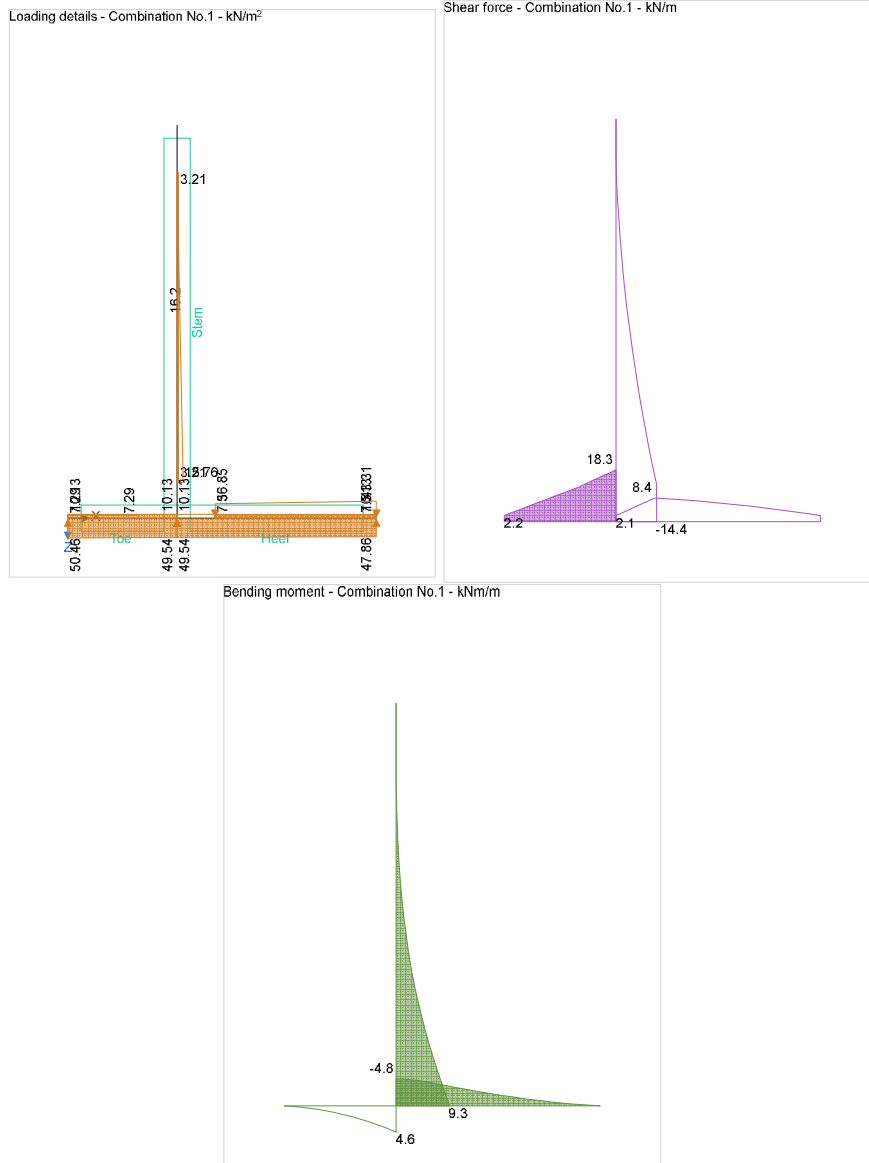 Loading details - Combination No.1 - kN/m²
3.21
16.2
Stem
7.29
10.13
10.13
49.54
49.54
50.46
47.86
Toe
Heel
X
Z
Shear force - Combination No.1 - kN/m
18.3
8.4
2.2
2.1
-14.4
Bending moment - Combination No.1 - kNm/m
-4.8
9.3
4.6